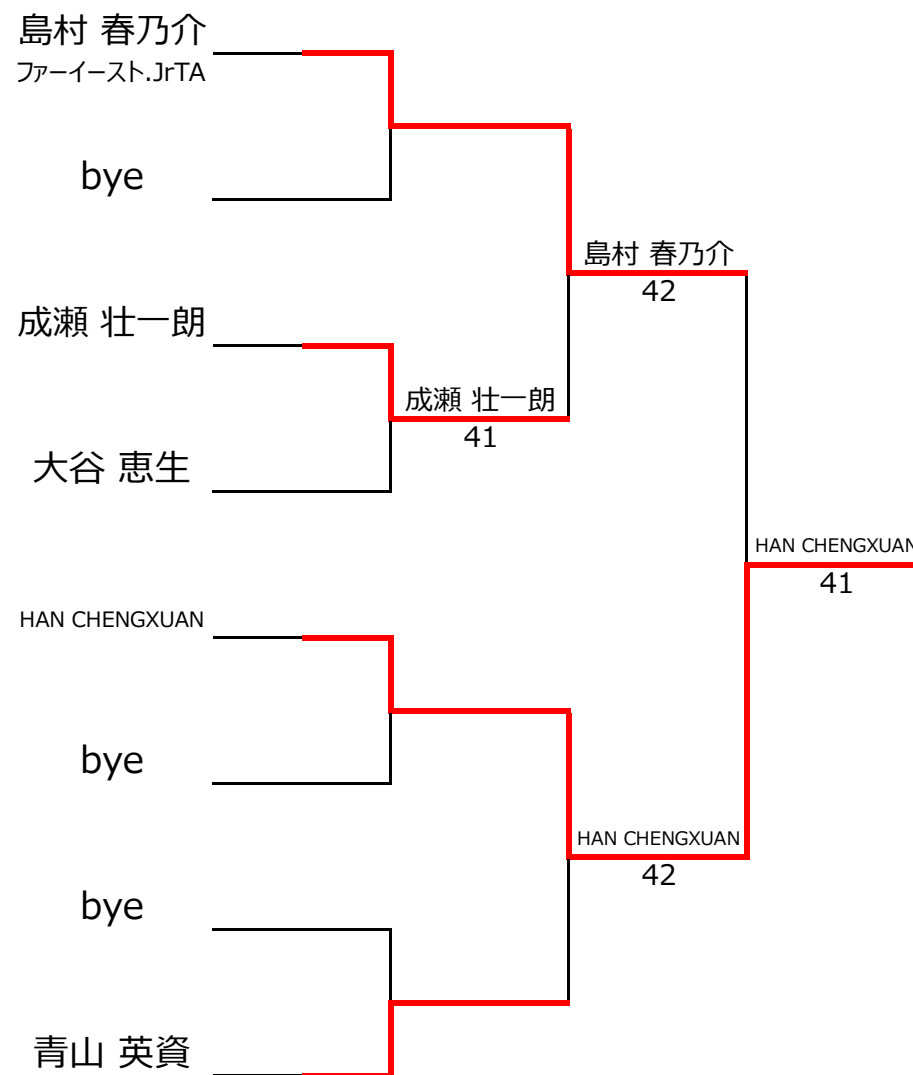 島村 春乃介
ファーイースト.JrTA
bye
島村 春乃介
42
成瀬 壮一朗
成瀬 壮一朗
41
大谷 恵生
HAN CHENGXUAN
41
HAN CHENGXUAN
bye
HAN CHENGXUAN
42
bye
青山 英資